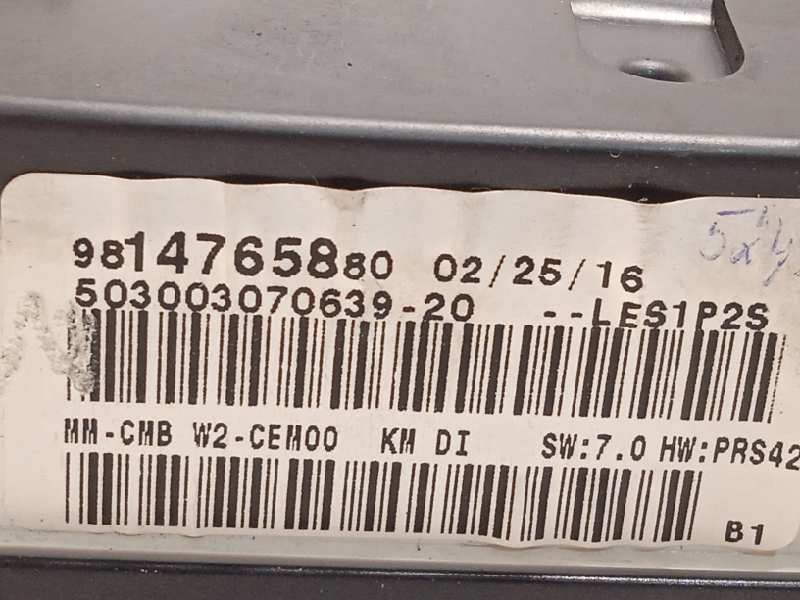 9814765880 02/25/16
503003070639-20 --LES1P2S
MM-CMB W2-CEM00 KM DI SW:7.0 HW:PRS42
B1